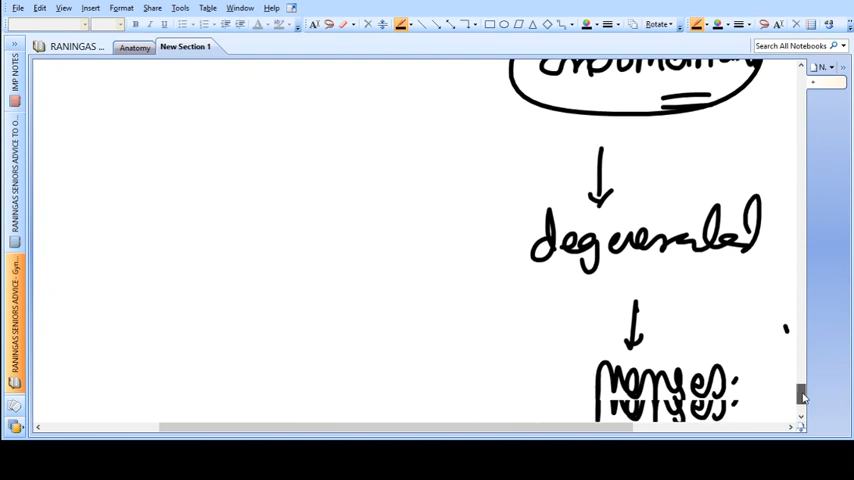 File Edit View Insert Format Share Tools Table Window Help
B I U Rotate
RANINGAS ... Anatomy New Section 1 Search All Notebooks
N.
IMP NOTES
RANINGAS SENIORS ADVICE TO O...
RANINGAS SENIORS ADVICE - Gyn...
degenerated
menses: